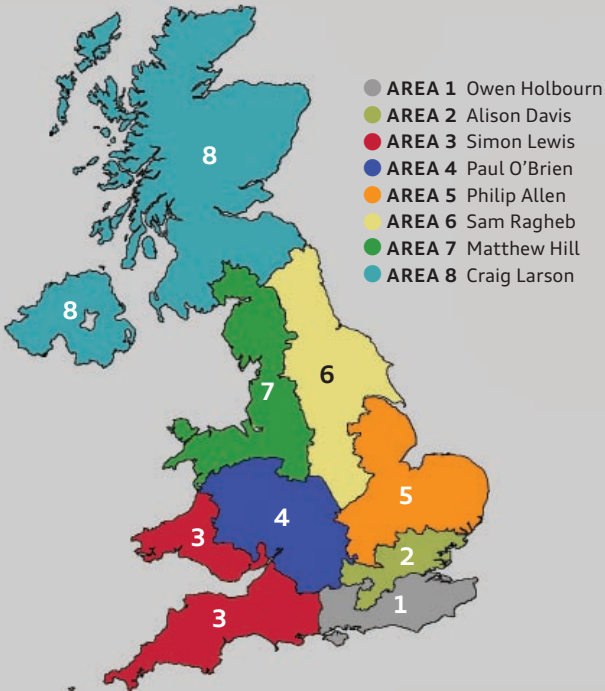 AREA 1 Owen Holbourn
AREA 2 Alison Davis
AREA 3 Simon Lewis
AREA 4 Paul O'Brien
AREA 5 Philip Allen
AREA 6 Sam Ragheb
AREA 7 Matthew Hill
AREA 8 Craig Larson
8
8
6
7
5
4
3
2
1
3